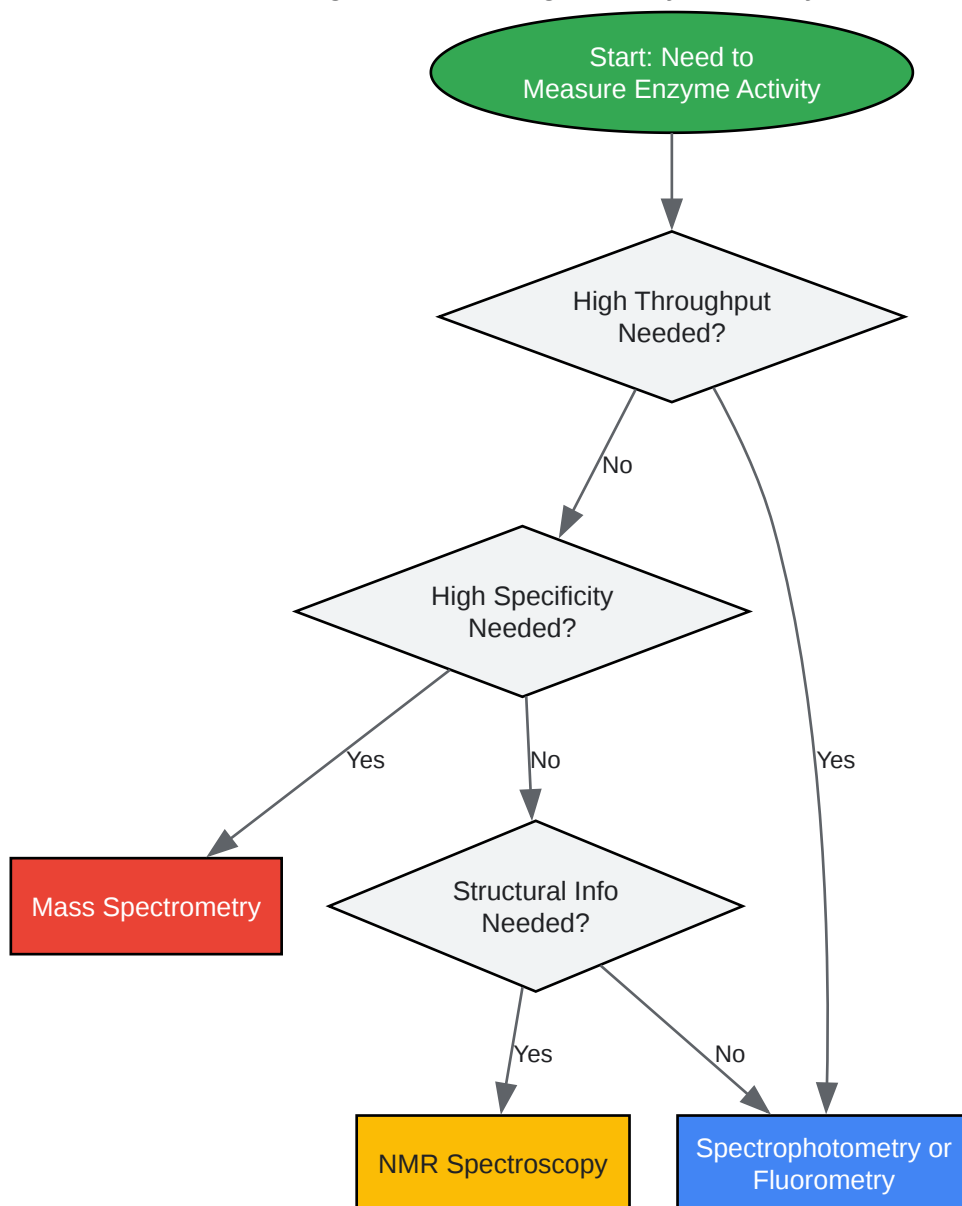 Start: Need to
Measure Enzyme Activity
High Throughput
Needed?
No
High Specificity
Needed?
Yes
No
Yes
Mass Spectrometry
Structural Info
Needed?
Yes
No
NMR Spectroscopy
Spectrophotometry or
Fluorometry